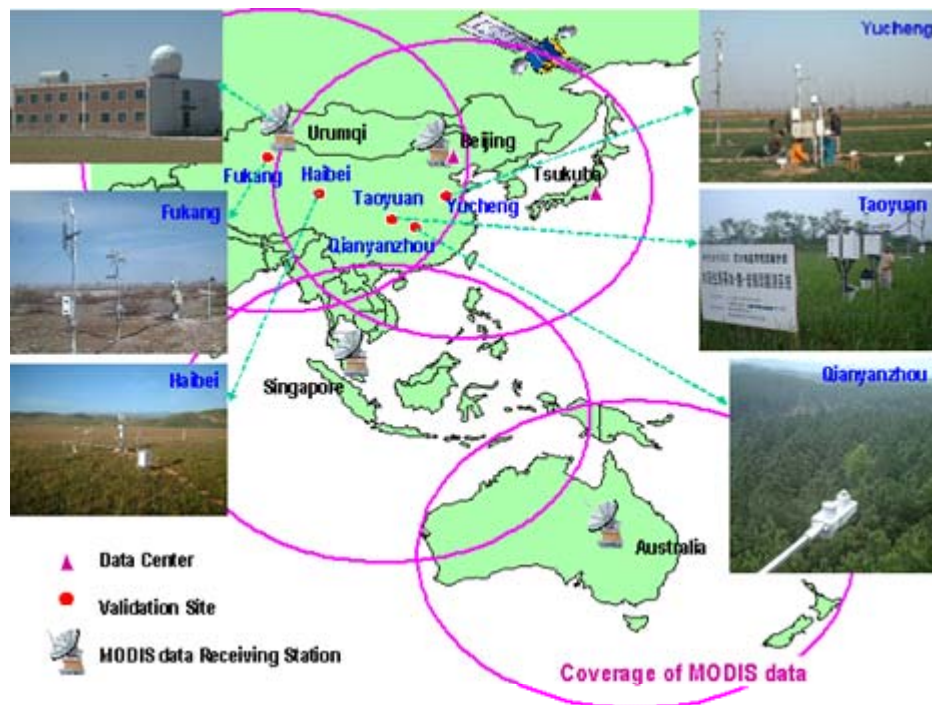 Yucheng
Urumqi
Beijing
Fukang
Haibei
Tsukuba
Taoyuan
Yucheng
Fukang
Taoyuan
Qianyanzhou
Haibei
Singapore
Qianyanzhou
Data Center
Australia
Validation Site
MODIS data Receiving Station
Coverage of MODIS data